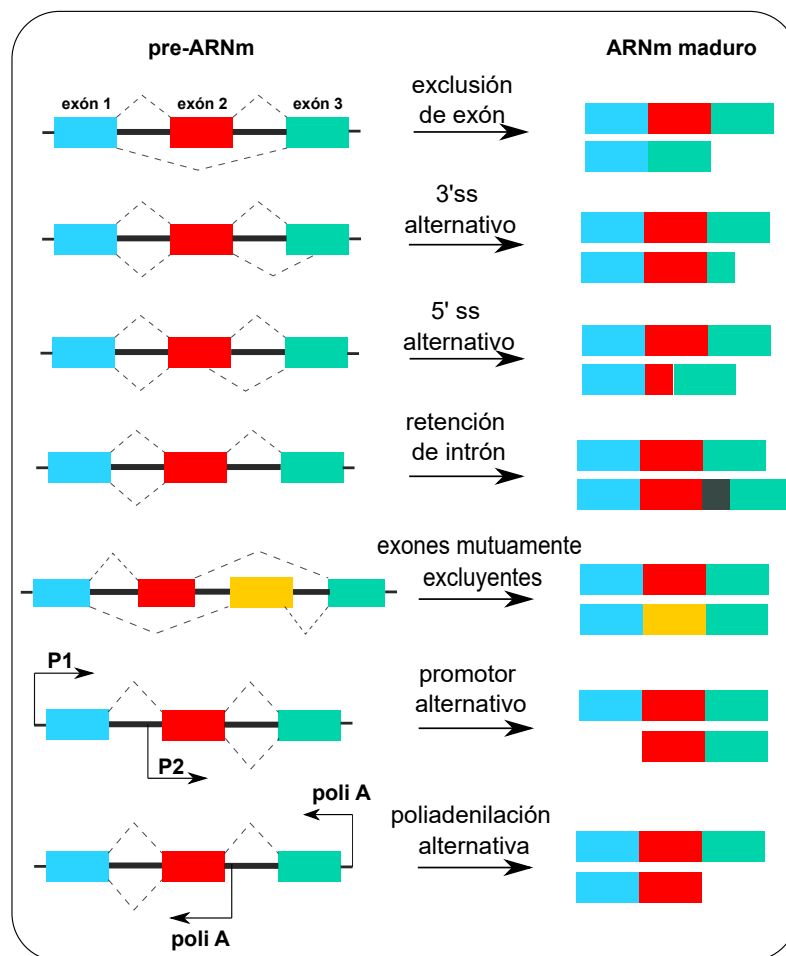 pre-ARNm
ARNm maduro
exón 1
exón 2
exón 3
exclusión
de exón
3'ss
alternativo
5' ss
alternativo
retención
de intrón
exones mutuamente
excluyentes
P1
P2
promotor
alternativo
poli A
poli A
poliadenilación
alternativa